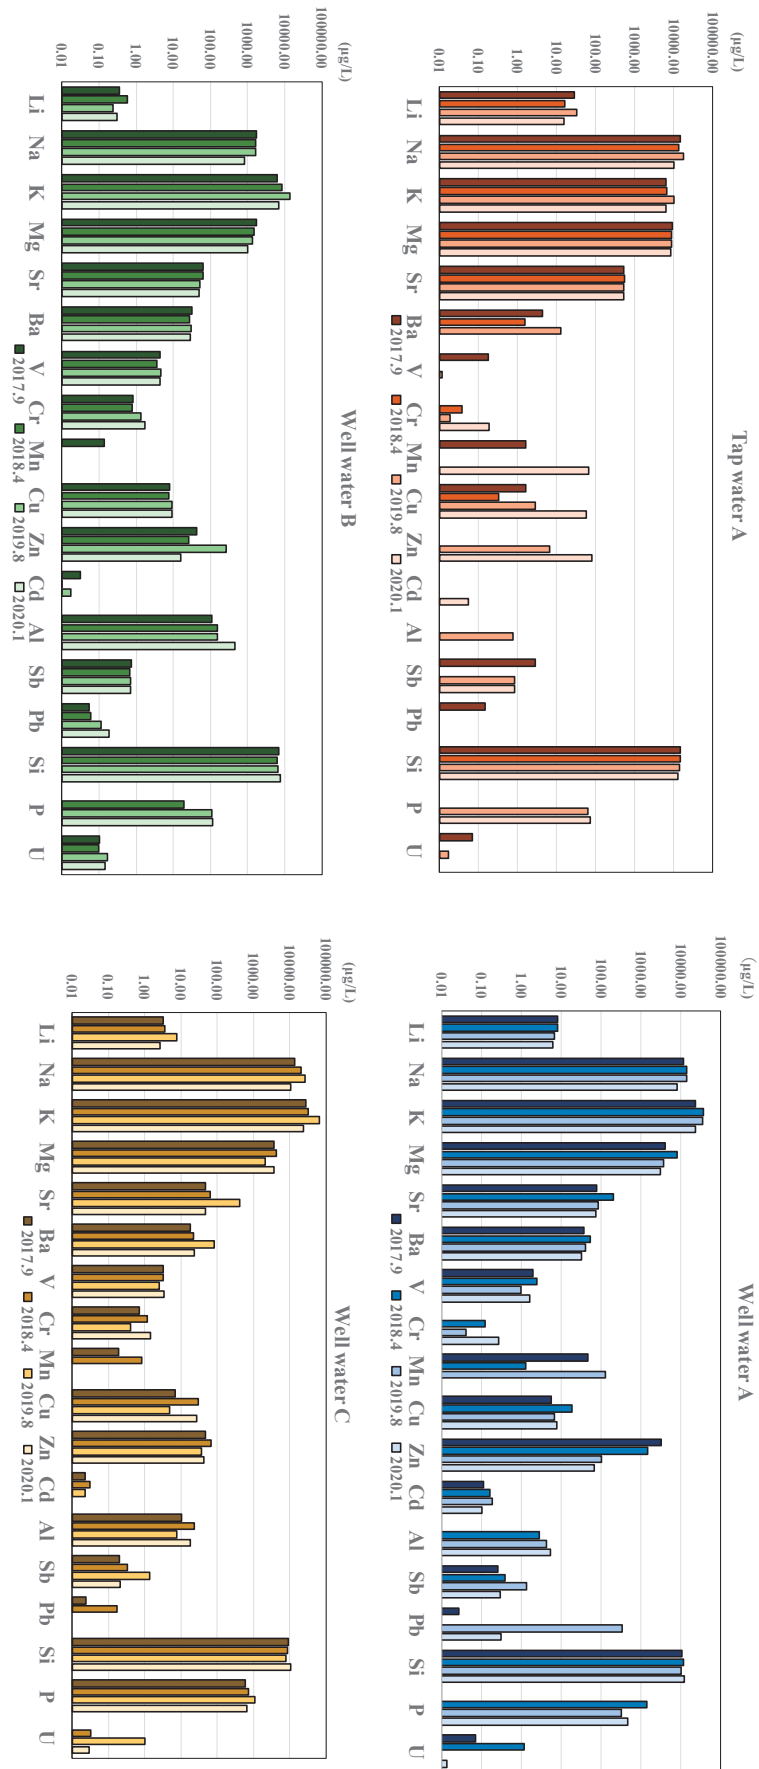 Tap water A
(μg/L)
100000.00
10000.00
1000.00
100.00
10.00
1.00
0.10
0.01
Li Na K Mg Sr Ba V Cr Mn Cu Zn Cd Al Sb Pb Si P U
2017.9 2018.4 2019.8 2020.1
Well water A
(μg/L)
100000.00
10000.00
1000.00
100.00
10.00
1.00
0.10
0.01
Li Na K Mg Sr Ba V Cr Mn Cu Zn Cd Al Sb Pb Si P U
2017.9 2018.4 2019.8 2020.1
Well water B
(μg/L)
100000.00
10000.00
1000.00
100.00
10.00
1.00
0.10
0.01
Li Na K Mg Sr Ba V Cr Mn Cu Zn Cd Al Sb Pb Si P U
2017.9 2018.4 2019.8 2020.1
Well water C
(μg/L)
100000.00
10000.00
1000.00
100.00
10.00
1.00
0.10
0.01
Li Na K Mg Sr Ba V Cr Mn Cu Zn Cd Al Sb Pb Si P U
2017.9 2018.4 2019.8 2020.1